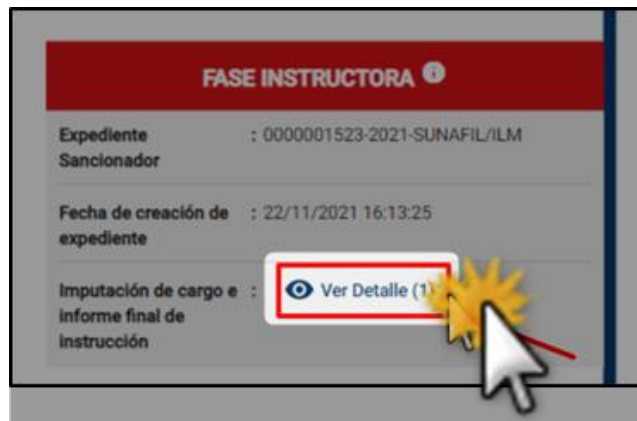 FASE INSTRUCTORA
Expediente : 0000001523-2021-SUNAFIL/ILM
Sancionador
Fecha de creación de : 22/11/2021 16:13:25
expediente
Imputación de cargo e : Ver Detalle (1)
informe final de
instrucción